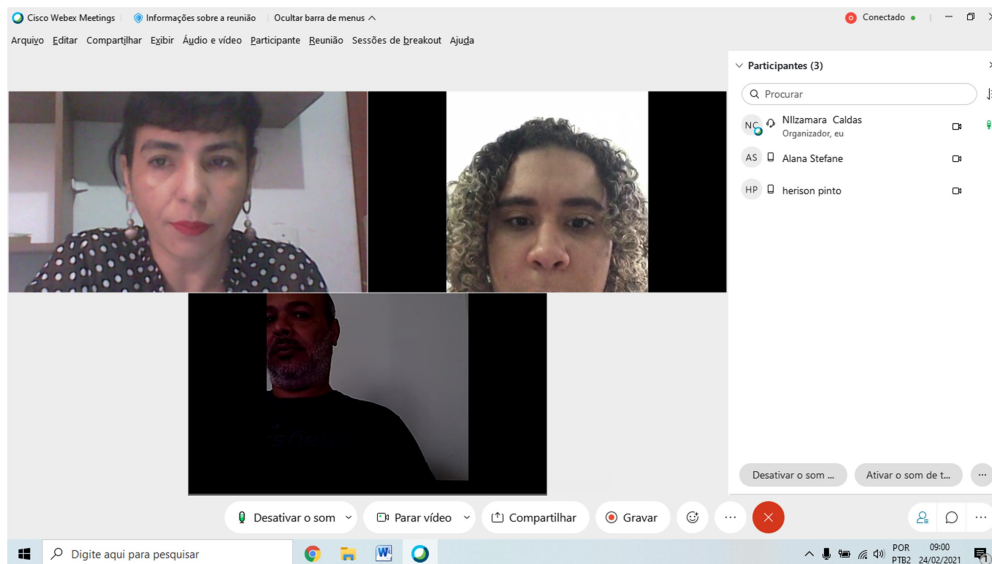 Cisco Webex Meetings
Informações sobre a reunião
Ocultar barra de menus
Conectado
Arquivo Editar Compartilhar Exibir Áudio e vídeo Participante Reunião Sessões de breakout Ajuda
Participantes (3)
Procurar
NC
NIlzamara Caldas
Organizador, eu
AS
Alana Stefane
HP
herison pinto
Desativar o som ...
Ativar o som de t...
Desativar o som
Parar vídeo
Compartilhar
Gravar
Digite aqui para pesquisar
POR
PTB2
09:00
24/02/2021
1